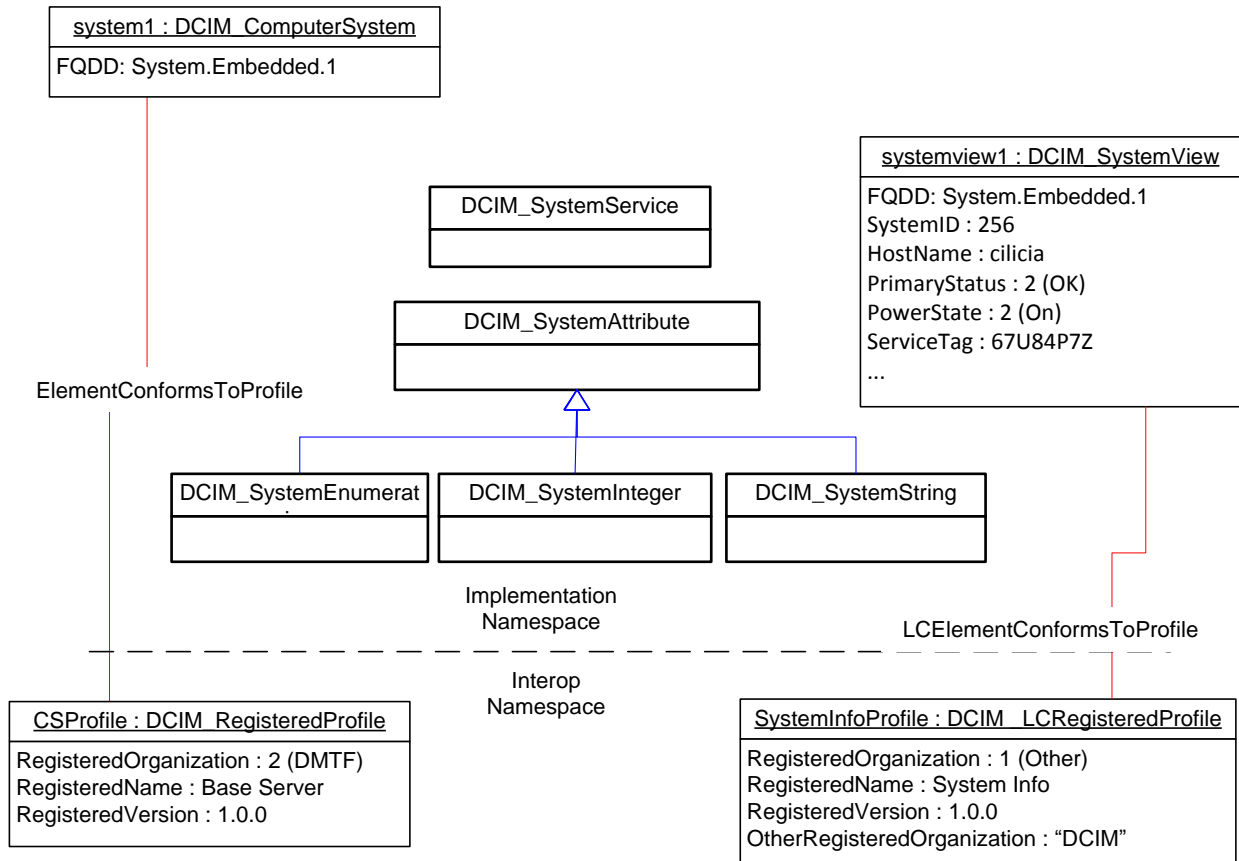 system1 : DCIM_ComputerSystem
FQDD: System.Embedded.1
systemview1 : DCIM_SystemView
FQDD: System.Embedded.1
SystemID : 256
HostName : cilicia
PrimaryStatus : 2 (OK)
PowerState : 2 (On)
ServiceTag : 67U84P7Z
...
DCIM_SystemService
DCIM_SystemAttribute
ElementConformsToProfile
DCIM_SystemEnumerat
DCIM_SystemInteger
DCIM_SystemString
Implementation
Namespace
LCElementConformsToProfile
Interop
Namespace
CSProfile : DCIM_RegisteredProfile
RegisteredOrganization : 2 (DMTF)
RegisteredName : Base Server
RegisteredVersion : 1.0.0
SystemInfoProfile : DCIM _LCRegisteredProfile
RegisteredOrganization : 1 (Other)
RegisteredName : System Info
RegisteredVersion : 1.0.0
OtherRegisteredOrganization : “DCIM”